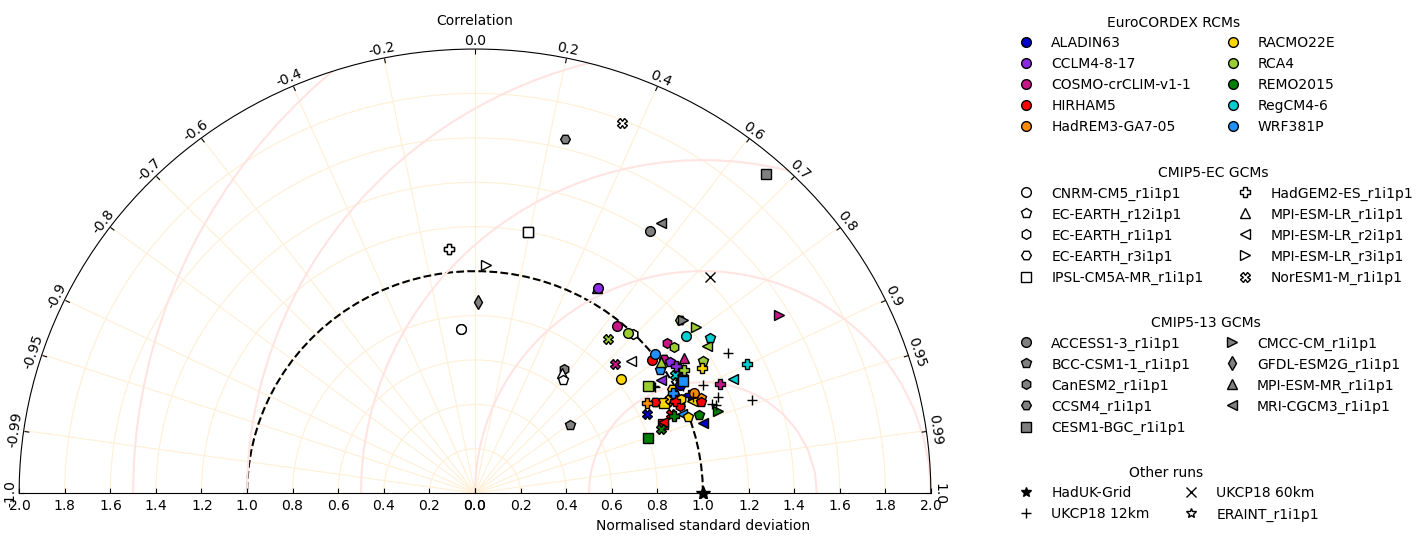 Correlation
-0.99
-0.95
-0.9
-0.8
-0.7
-0.6
-0.4
-0.2
0.0
0.2
0.4
0.6
0.7
0.8
0.9
0.95
0.99
1.0
1.0
2.0 1.8 1.6 1.4 1.2 1.0 0.8 0.6 0.4 0.2 0.0 0.2 0.4 0.6 0.8 1.0 1.2 1.4 1.6 1.8 2.0
Normalised standard deviation
EuroCORDEX RCMs
ALADIN63
CCLM4-8-17
COSMO-crCLIM-v1-1
HIRHAM5
HadREM3-GA7-05
RACMO22E
RCA4
REMO2015
RegCM4-6
WRF381P
CMIP5-EC GCMs
CNRM-CM5_r1i1p1
EC-EARTH_r12i1p1
EC-EARTH_r1i1p1
EC-EARTH_r3i1p1
IPSL-CM5A-MR_r1i1p1
HadGEM2-ES_r1i1p1
MPI-ESM-LR_r1i1p1
MPI-ESM-LR_r2i1p1
MPI-ESM-LR_r3i1p1
NorESM1-M_r1i1p1
CMIP5-13 GCMs
ACCESS1-3_r1i1p1
BCC-CSM1-1_r1i1p1
CanESM2_r1i1p1
CCSM4_r1i1p1
CESM1-BGC_r1i1p1
CMCC-CM_r1i1p1
GFDL-ESM2G_r1i1p1
MPI-ESM-MR_r1i1p1
MRI-CGCM3_r1i1p1
Other runs
HadUK-Grid
UKCP18 12km
UKCP18 60km
ERAINT_r1i1p1